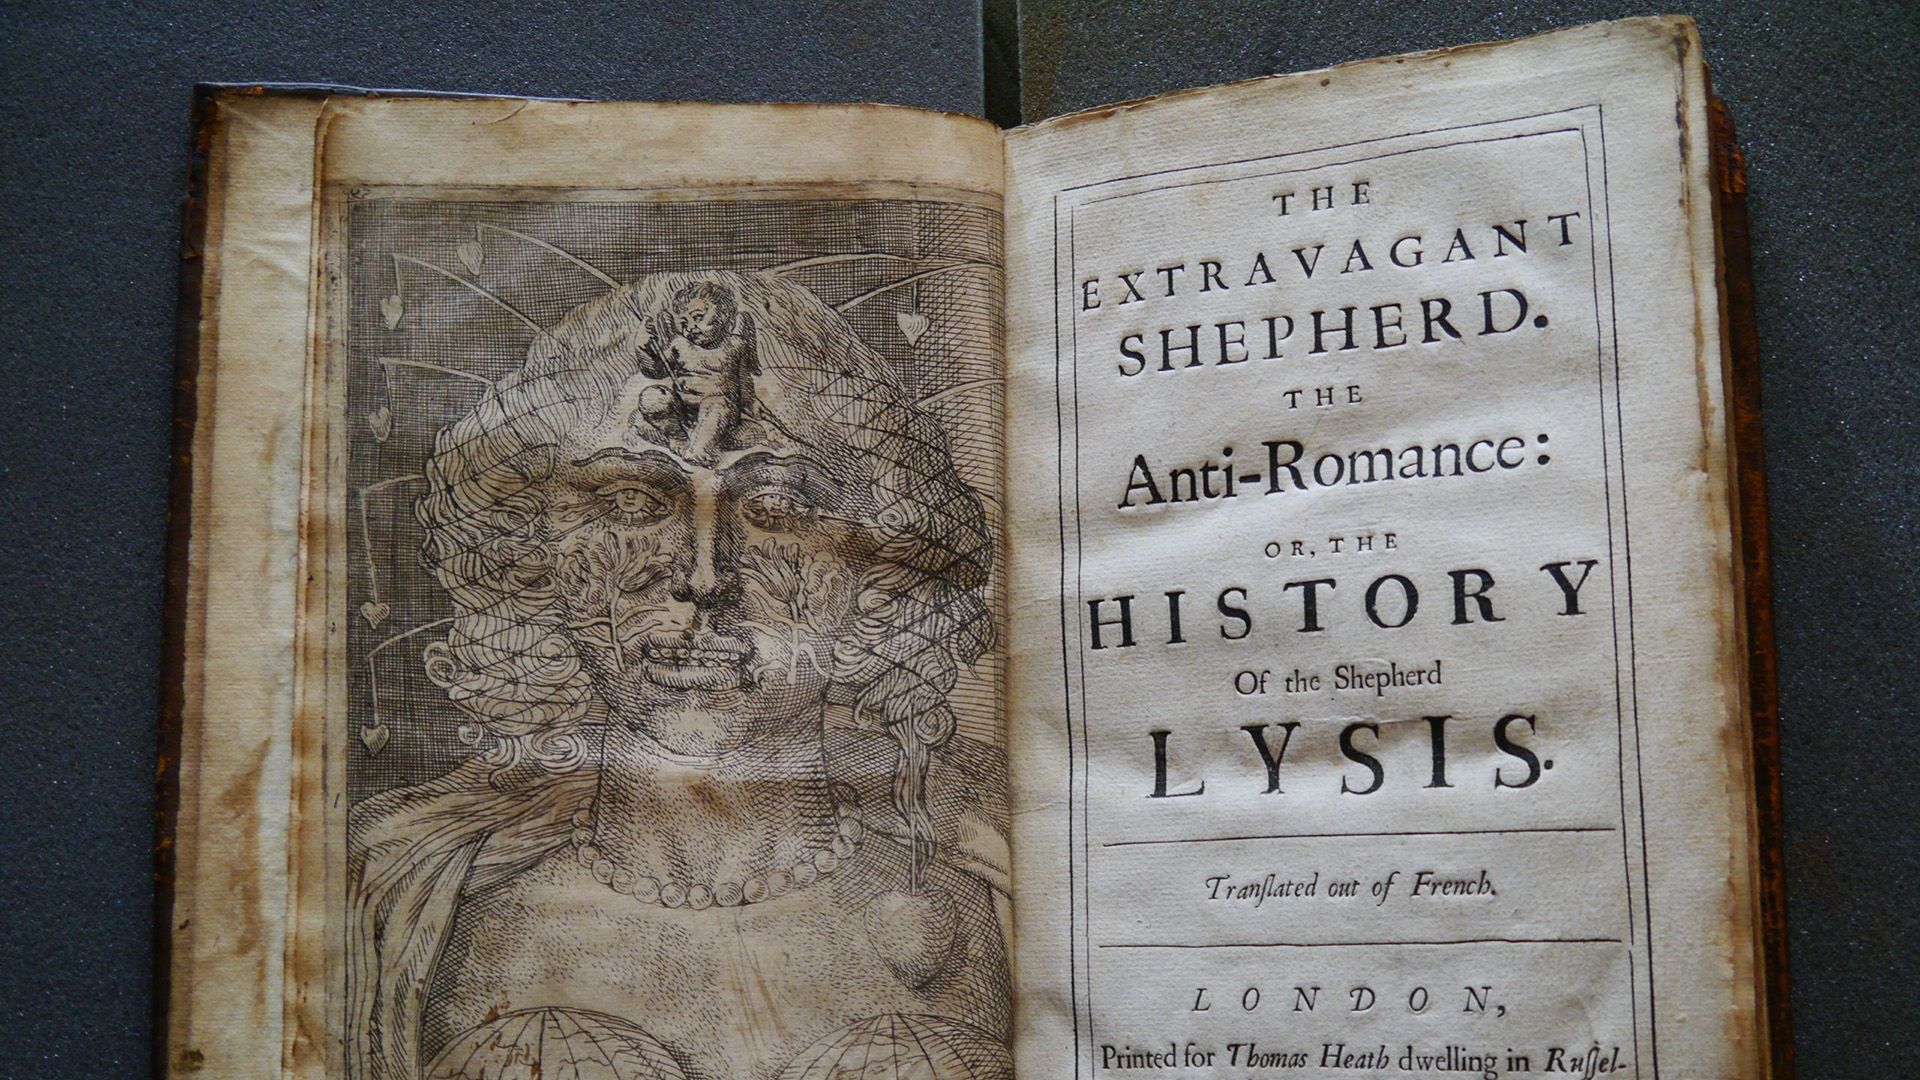 THE
EXTRAVAGANT
SHEPHERD.
THE
Anti-Romance:
OR, THE
HISTORY
Of the Shepherd
LYSIS.
Tranſlated out of French.
LONDON,
Printed for Thomas Heath dwelling in Ruſſel-